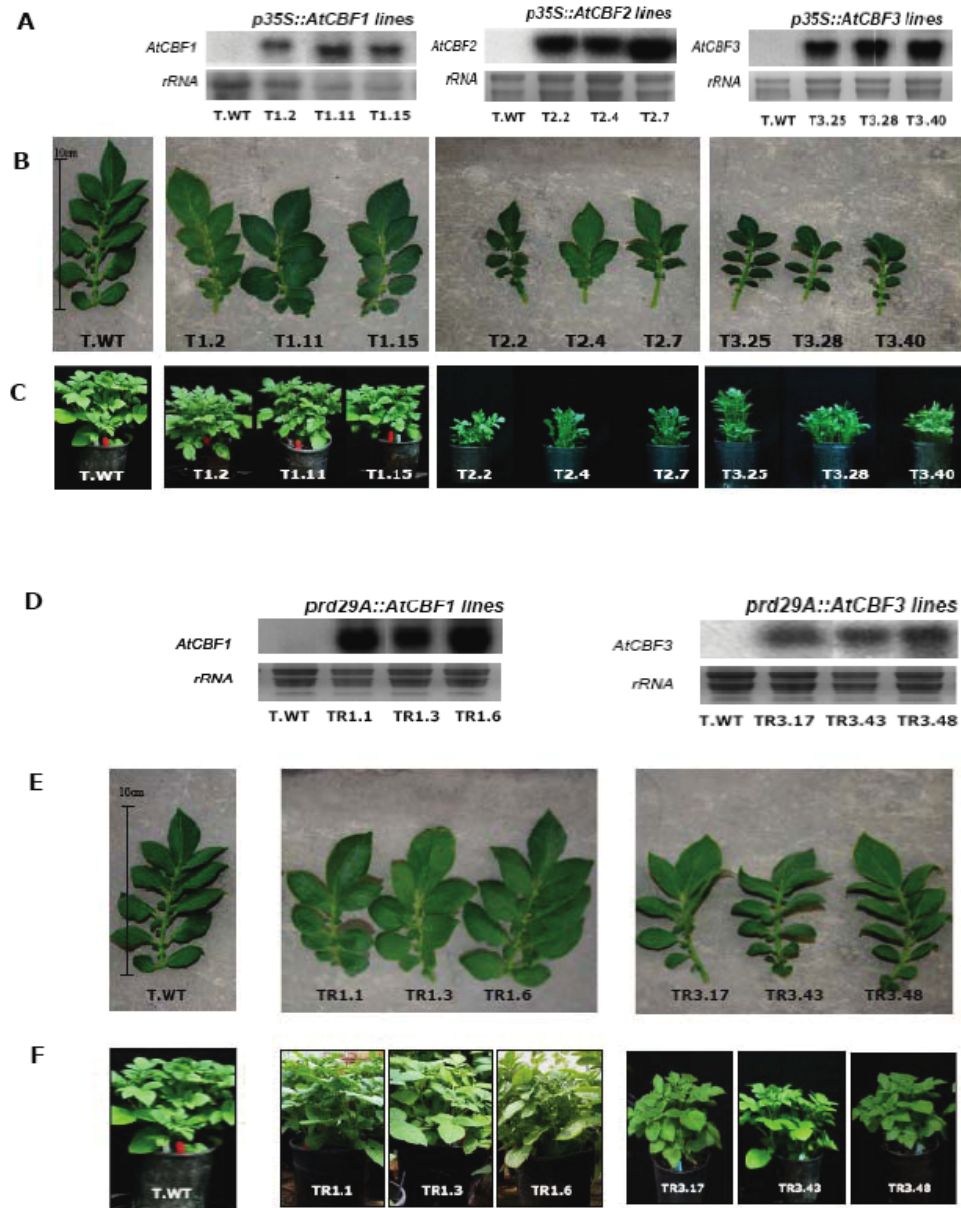 A
p35S::AtCBF1 lines
p35S::AtCBF2 lines
p35S::AtCBF3 lines
AtCBF1
AtCBF2
AtCBF3
rRNA
rRNA
rRNA
T.WT T1.2 T1.11 T1.15
T.WT T2.2 T2.4 T2.7
T.WT T3.25 T3.28 T3.40
B
10cm
T.WT
T1.2 T1.11 T1.15
T2.2 T2.4 T2.7
T3.25 T3.28 T3.40
C
T.WT
T1.2 T1.11 T1.15
T2.2 T2.4 T2.7
T3.25 T3.28 T3.40
D
prd29A::AtCBF1 lines
prd29A::AtCBF3 lines
AtCBF1
AtCBF3
rRNA
rRNA
T.WT TR1.1 TR1.3 TR1.6
T.WT TR3.17 TR3.43 TR3.48
E
10cm
T.WT
TR1.1 TR1.3 TR1.6
TR3.17 TR3.43 TR3.48
F
T.WT
TR1.1
TR1.3
TR1.6
TR3.17
TR3.43
TR3.48